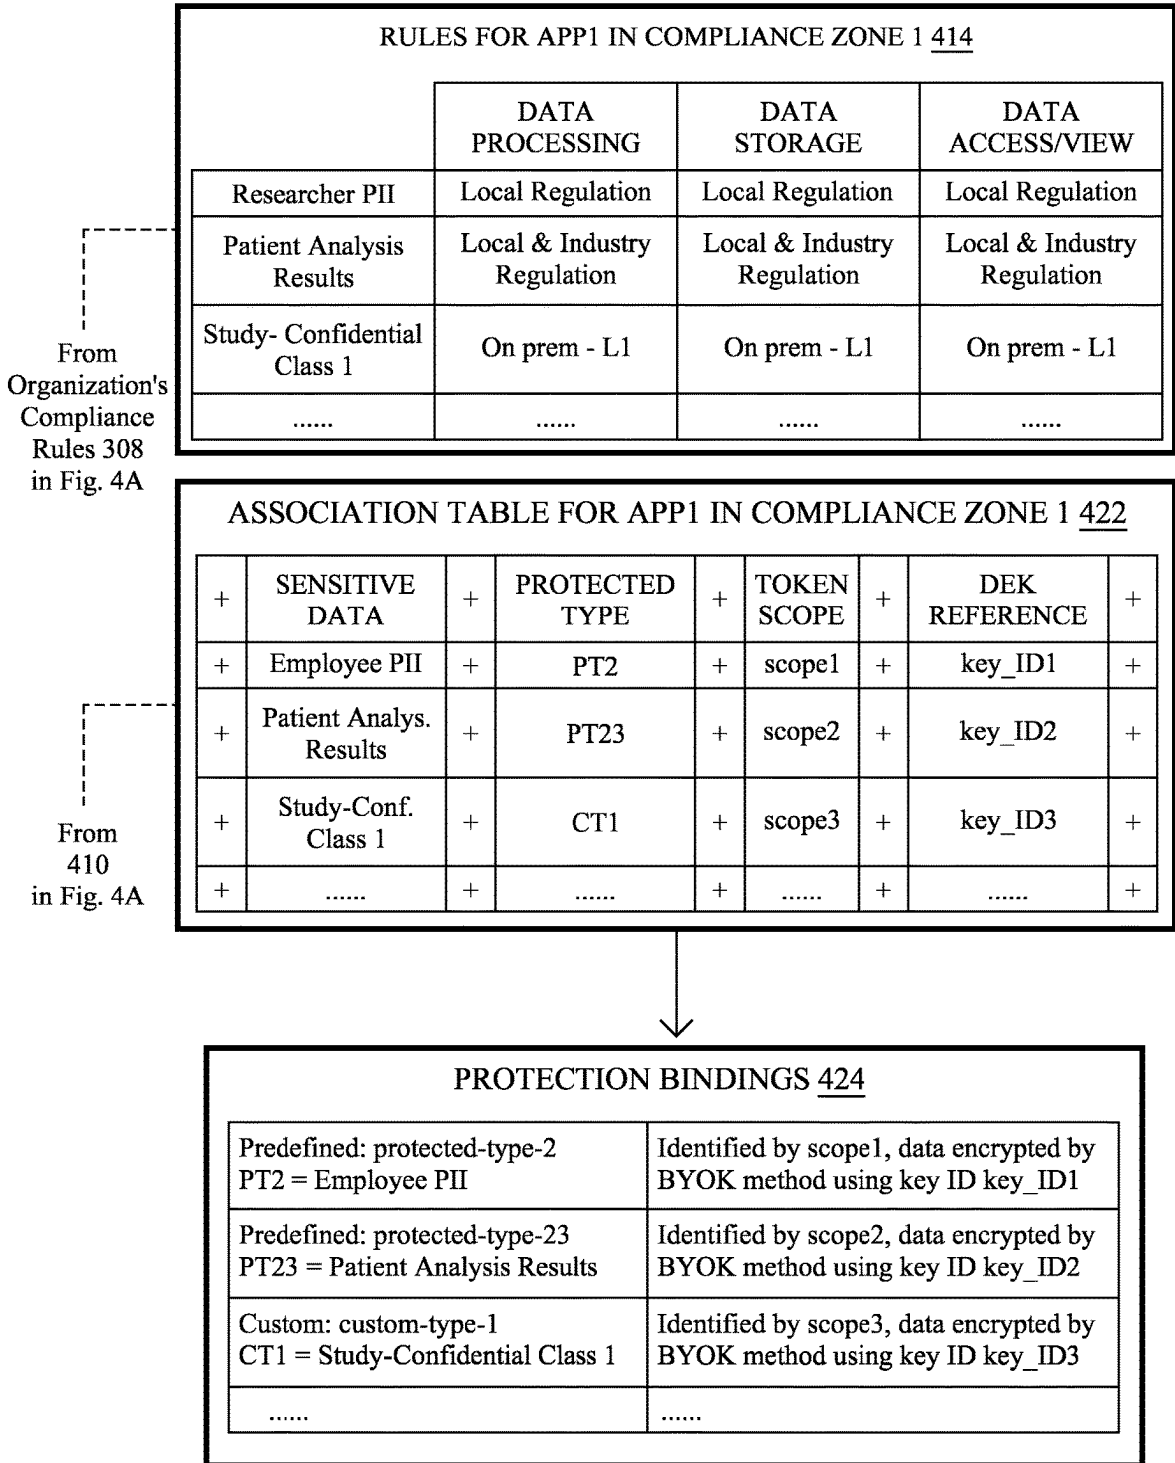 RULES FOR APP1 IN COMPLIANCE ZONE 1 414
DATA PROCESSING
DATA STORAGE
DATA ACCESS/VIEW
Researcher PII
Local Regulation
Local Regulation
Local Regulation
Patient Analysis
Results
Local & Industry
Regulation
Local & Industry
Regulation
Local & Industry
Regulation
Study- Confidential
Class 1
On prem - L1
On prem - L1
On prem - L1
......
......
......
......
From
Organization's
Compliance
Rules 308
in Fig. 4A
ASSOCIATION TABLE FOR APP1 IN COMPLIANCE ZONE 1 422
+
SENSITIVE
DATA
+
PROTECTED
TYPE
+
TOKEN
SCOPE
+
DEK
REFERENCE
+
+
Employee PII
+
PT2
+
scope1
+
key_ID1
+
+
Patient Analys.
Results
+
PT23
+
scope2
+
key_ID2
+
+
Study-Conf.
Class 1
+
CT1
+
scope3
+
key_ID3
+
+
......
+
......
+
......
+
......
+
From
410
in Fig. 4A
PROTECTION BINDINGS 424
Predefined: protected-type-2
PT2 = Employee PII
Identified by scope1, data encrypted by
BYOK method using key ID key_ID1
Predefined: protected-type-23
PT23 = Patient Analysis Results
Identified by scope2, data encrypted by
BYOK method using key ID key_ID2
Custom: custom-type-1
CT1 = Study-Confidential Class 1
Identified by scope3, data encrypted by
BYOK method using key ID key_ID3
......
......